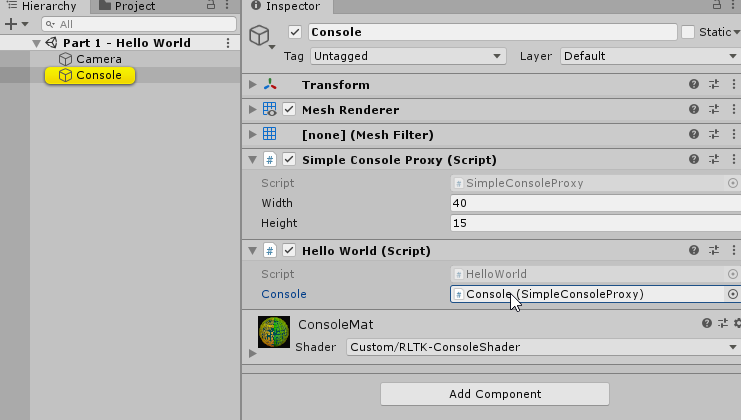 Hierarchy
Project
Inspector
All
Part 1 - Hello World
Camera
Console
Console
Static
Tag
Untagged
Layer
Default
Transform
Mesh Renderer
[none] (Mesh Filter)
Simple Console Proxy (Script)
Script
SimpleConsoleProxy
Width
40
Height
15
Hello World (Script)
Script
HelloWorld
Console
Console (SimpleConsoleProxy)
ConsoleMat
Shader
Custom/RLTK-ConsoleShader
Add Component